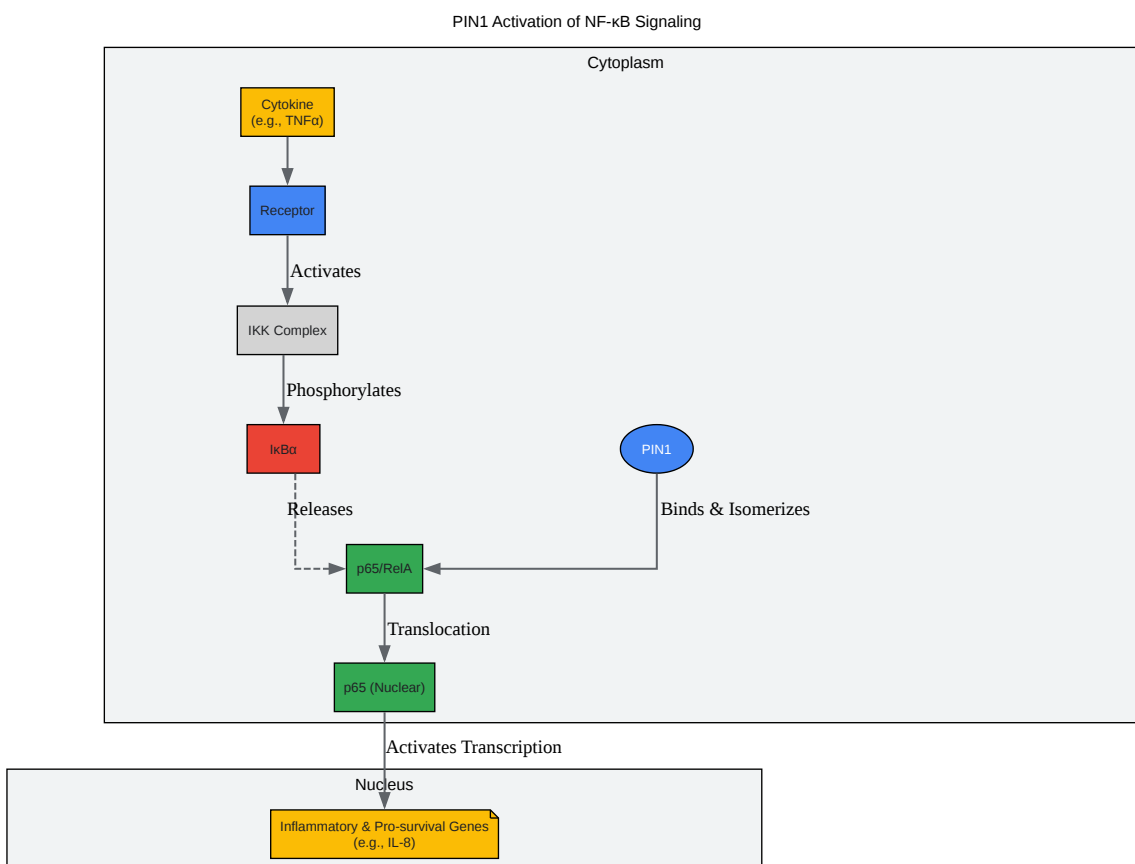 PIN1 Activation of NF-κB Signaling
Cytoplasm
Cytokine
(e.g., TNFα)
Receptor
Activates
IKK Complex
Phosphorylates
IκBα
PIN1
Releases
Binds & Isomerizes
p65/RelA
Translocation
p65 (Nuclear)
Activates Transcription
Nucleus
Inflammatory & Pro-survival Genes
(e.g., IL-8)